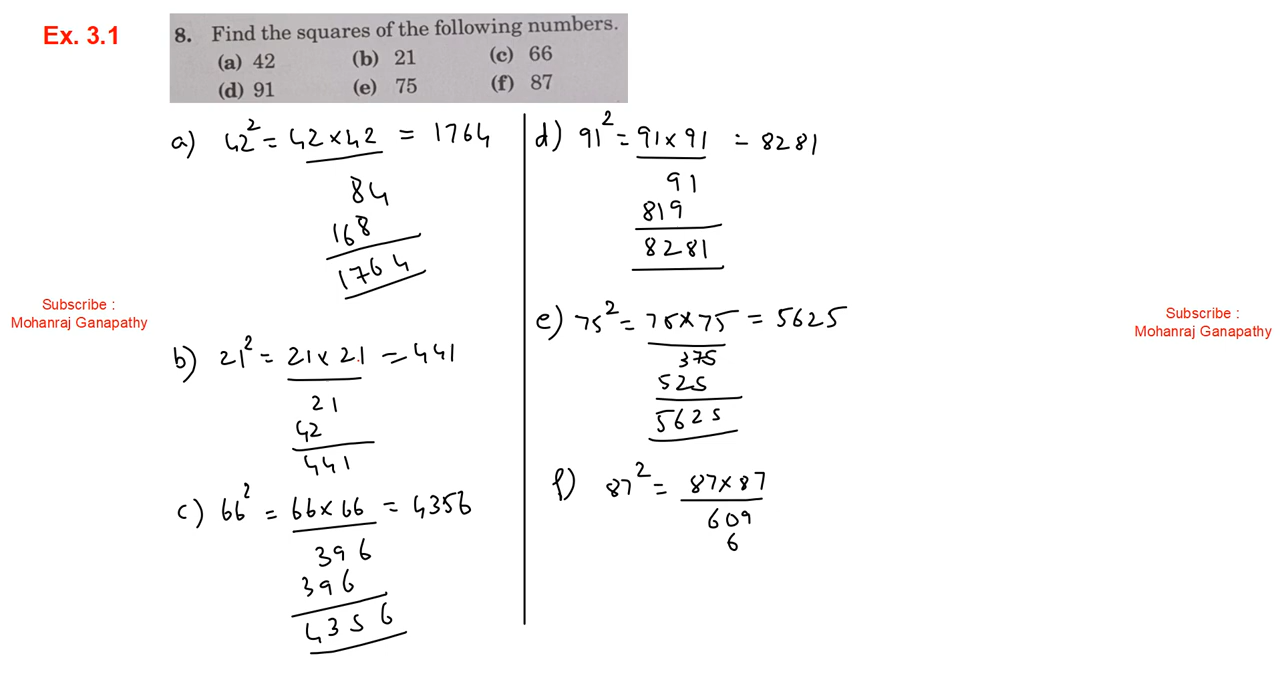 Ex. 3.1
8. Find the squares of the following numbers.
(a) 42 (b) 21 (c) 66
(d) 91 (e) 75 (f) 87
a) 42² = 42 × 42 = 1764
84
168
1764
b) 21² = 21 × 21 = 441
21
42
441
c) 66² = 66 × 66 = 4356
396
396
4356
d) 91² = 91 × 91 = 8281
91
819
8281
e) 75² = 75 × 75 = 5625
375
525
5625
f) 87² = 87 × 87
609
6
Subscribe :
Mohanraj Ganapathy
Subscribe :
Mohanraj Ganapathy